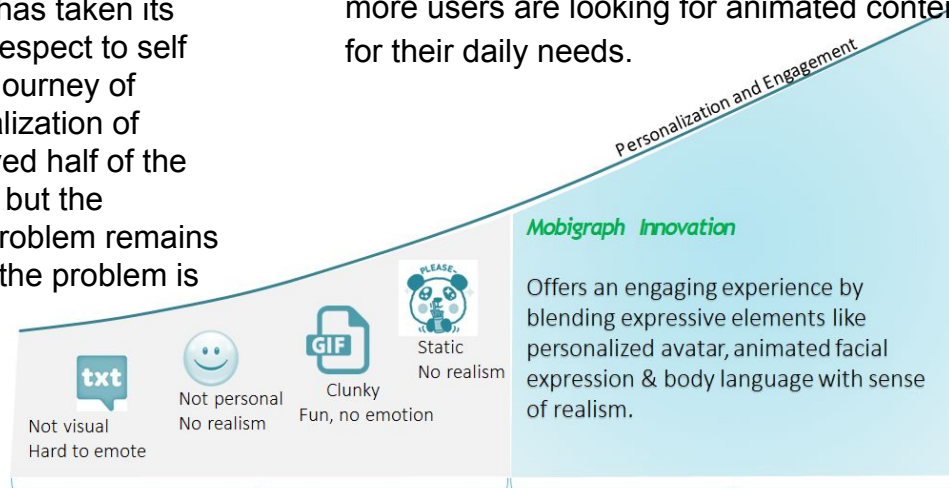 has taken its
espect to self
ourney of
lization of
ved half of the
but the
roblem remains
the problem is
more users are looking for animated conten
for their daily needs.
Personalization and Engagement
txt
Not visual
Hard to emote
Not personal
No realism
GIF
Clunky
Fun, no emotion
PLEASE~
Static
No realism
Mobigraph Innovation
Offers an engaging experience by
blending expressive elements like
personalized avatar, animated facial
expression & body language with sense
of realism.